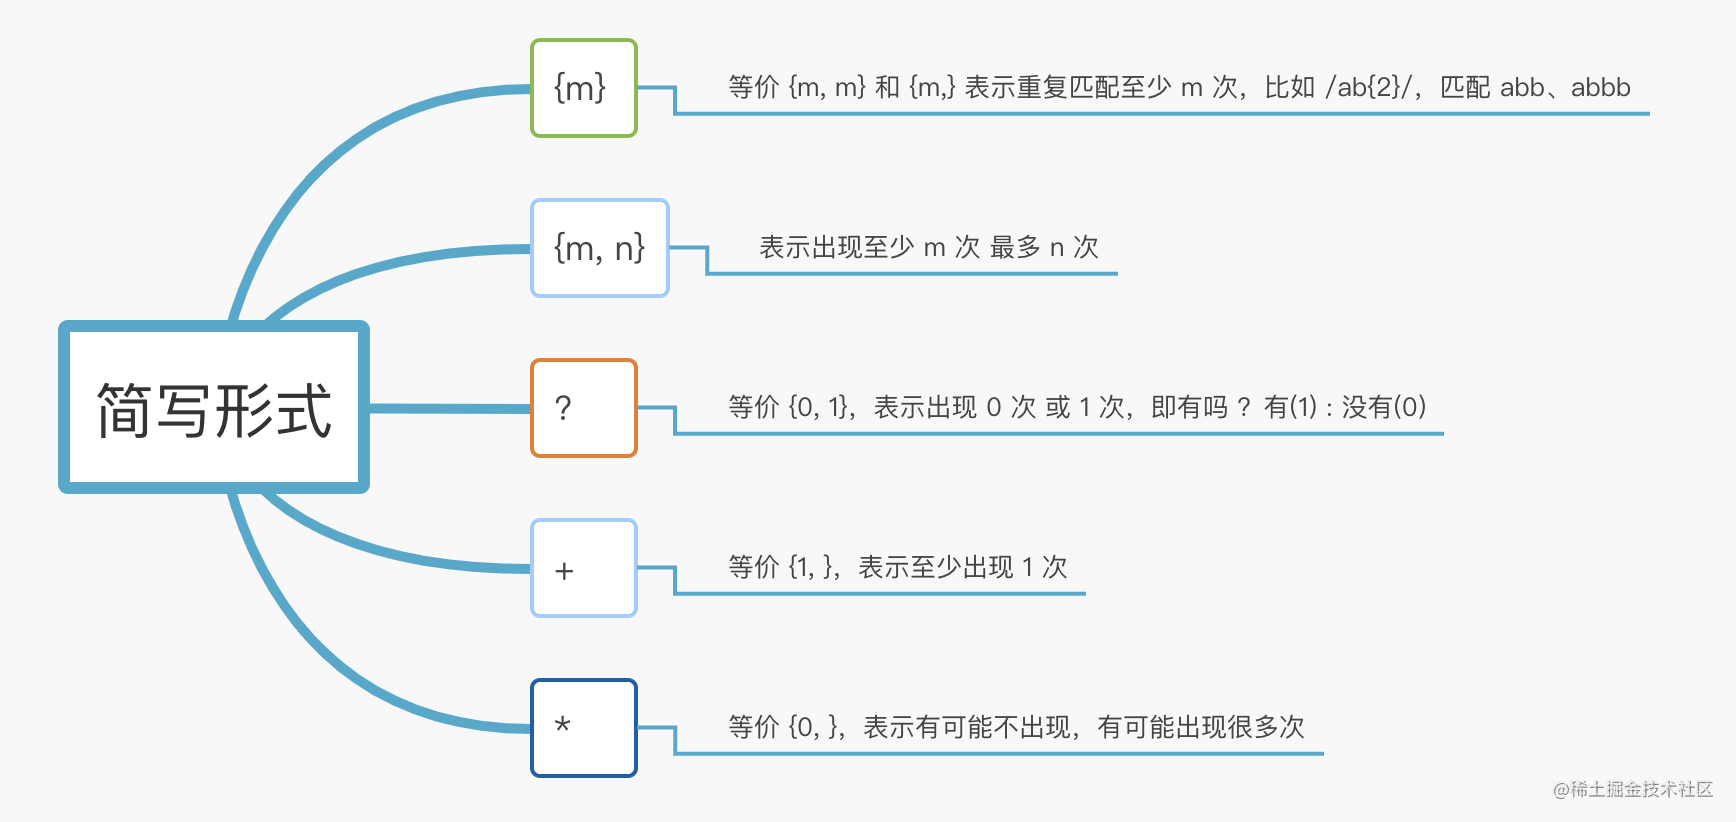 {m}
等价 {m, m} 和 {m,} 表示重复匹配至少 m 次，比如 /ab{2}/，匹配 abb、abbb
{m, n}
表示出现至少 m 次 最多 n 次
简写形式
?
等价 {0, 1}，表示出现 0 次 或 1 次，即有吗 ？有(1) : 没有(0)
+
等价 {1, }，表示至少出现 1 次
*
等价 {0, }，表示有可能不出现，有可能出现很多次
@稀土掘金技术社区